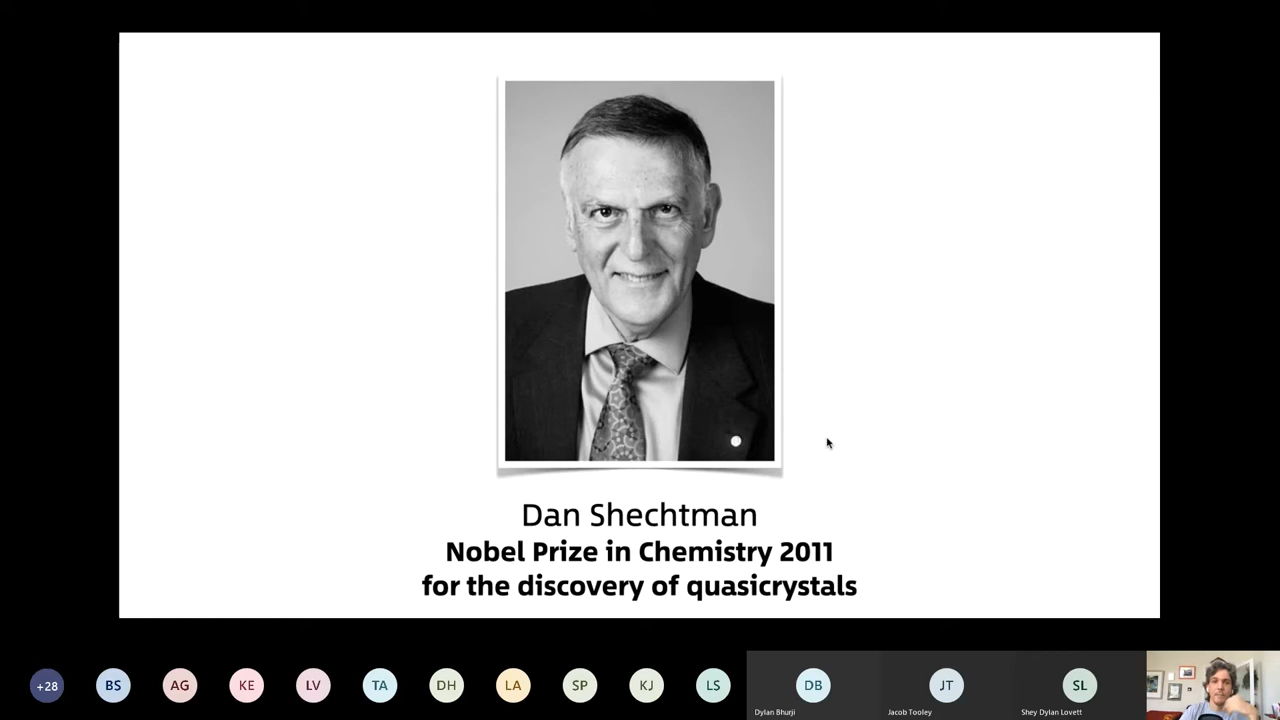 Dan Shechtman
Nobel Prize in Chemistry 2011
for the discovery of quasicrystals
+28
BS
AG
KE
LV
TA
DH
LA
SP
KJ
LS
DB
JT
SL
Dylan Bhurji
Jacob Tooley
Shey Dylan Lovett